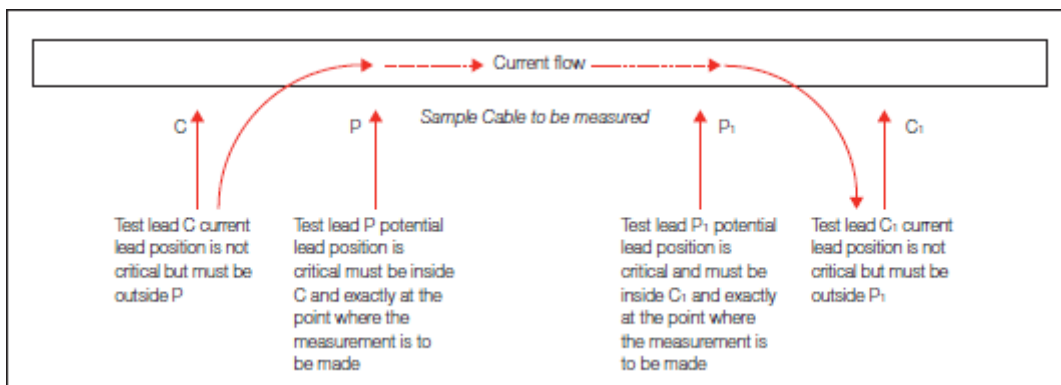 Current flow
C
P
Sample Cable to be measured
P1
C1
Test lead C current
lead position is not
critical but must be
outside P
Test lead P potential
lead position is
critical must be inside
C and exactly at the
point where the
measurement is to
be made
Test lead P1 potential
lead position is
critical and must be
inside C1 and exactly
at the point where
the measurement is
to be made
Test lead C1 current
lead position is not
critical but must be
outside P1